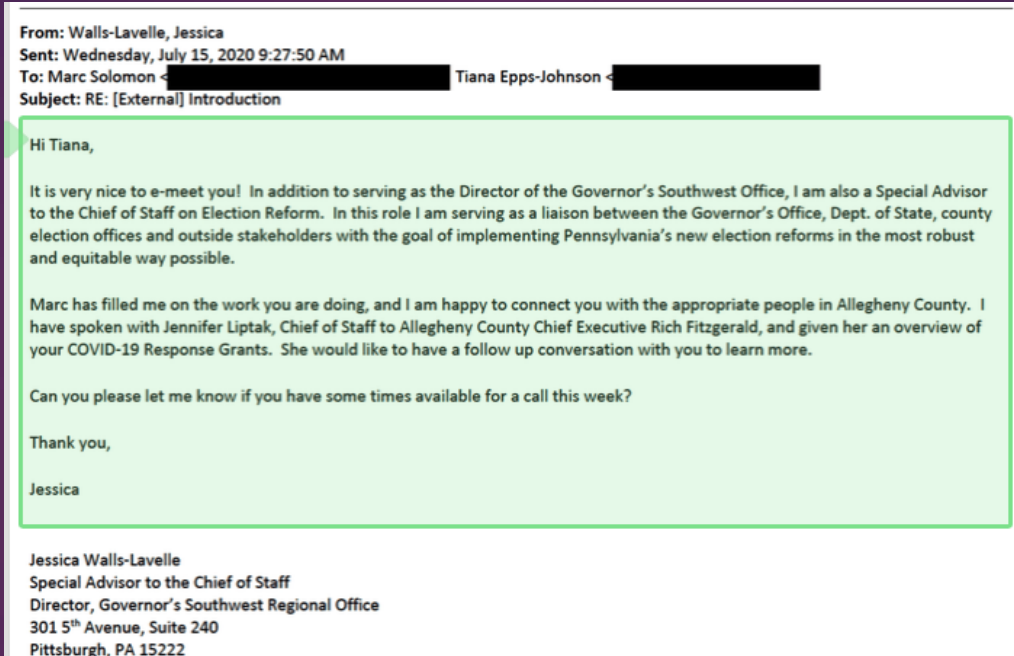 From: Walls-Lavelle, Jessica
Sent: Wednesday, July 15, 2020 9:27:50 AM
To: Marc Solomon < Tiana Epps-Johnson <
Subject: RE: [External] Introduction
Hi Tiana,
It is very nice to e-meet you! In addition to serving as the Director of the Governor's Southwest Office, I am also a Special Advisor
to the Chief of Staff on Election Reform. In this role I am serving as a liaison between the Governor's Office, Dept. of State, county
election offices and outside stakeholders with the goal of implementing Pennsylvania's new election reforms in the most robust
and equitable way possible.
Marc has filled me on the work you are doing, and I am happy to connect you with the appropriate people in Allegheny County. I
have spoken with Jennifer Liptak, Chief of Staff to Allegheny County Chief Executive Rich Fitzgerald, and given her an overview of
your COVID-19 Response Grants. She would like to have a follow up conversation with you to learn more.
Can you please let me know if you have some times available for a call this week?
Thank you,
Jessica
Jessica Walls-Lavelle
Special Advisor to the Chief of Staff
Director, Governor's Southwest Regional Office
301 5th Avenue, Suite 240
Pittsburgh, PA 15222